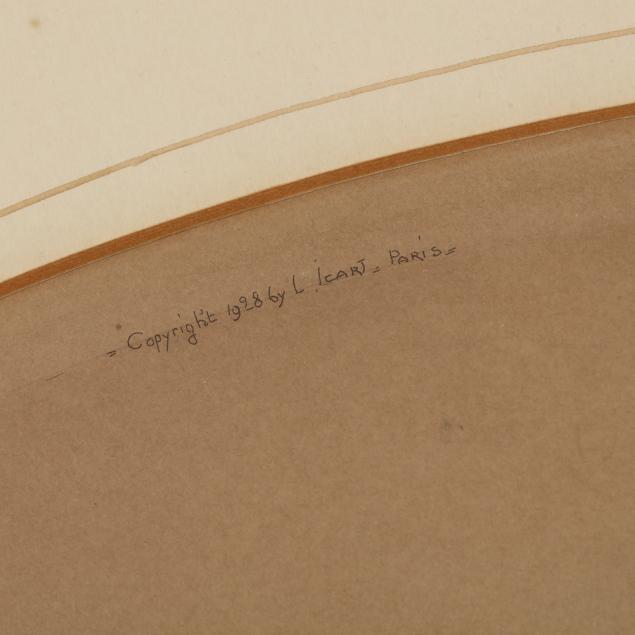 = Copyright 1928 by L. Icart = Paris =